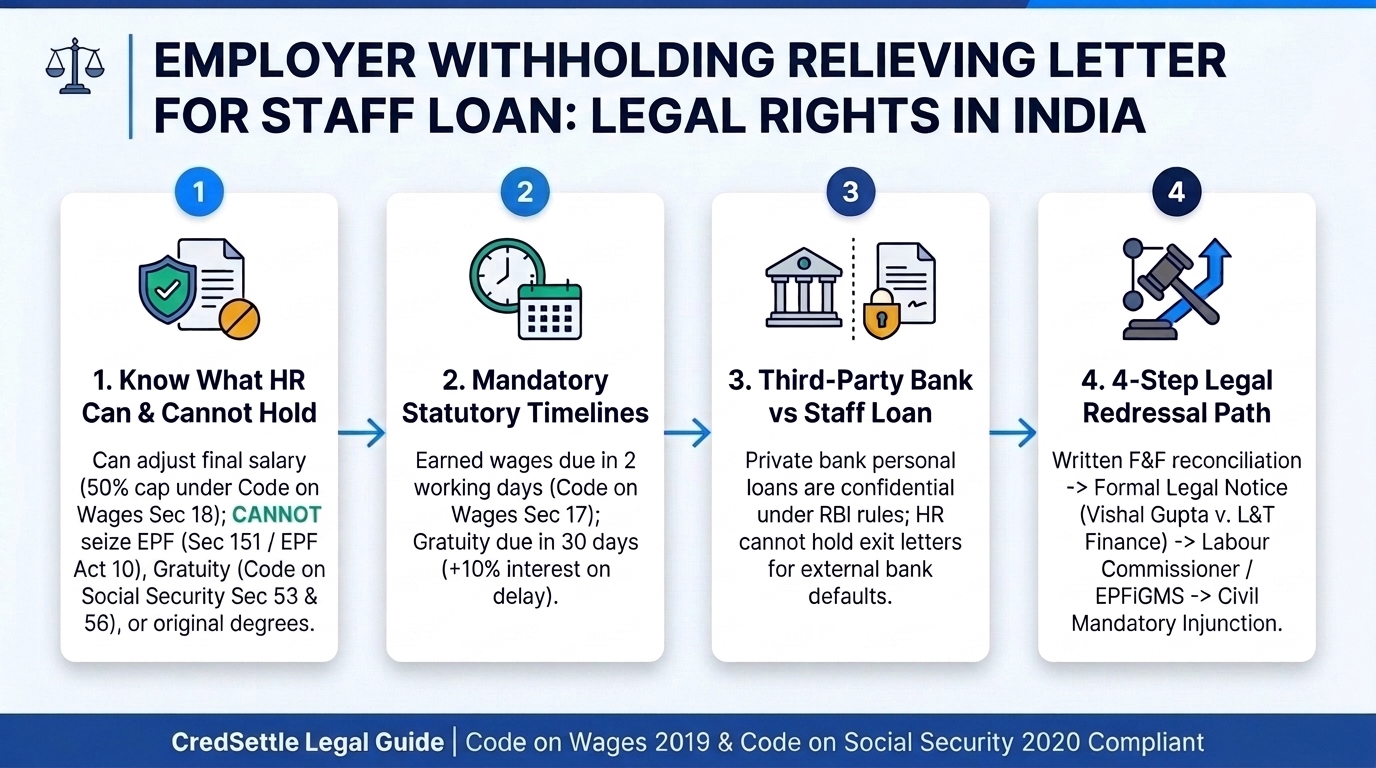 EMPLOYER WITHHOLDING RELIEVING LETTER
FOR STAFF LOAN: LEGAL RIGHTS IN INDIA
1
1. Know What HR
Can & Cannot Hold
Can adjust final salary
(50% cap under Code on
Wages Sec 18); CANNOT
seize EPF (Sec 151 / EPF
Act 10), Gratuity (Code on
Social Security Sec 53 &
56), or original degrees.
2
2. Mandatory
Statutory Timelines
Earned wages due in 2
working days (Code on
Wages Sec 17);
Gratuity due in 30 days
(+10% interest on
delay).
3
3. Third-Party Bank
vs Staff Loan
Private bank personal
loans are confidential
under RBI rules; HR
cannot hold exit letters
for external bank
defaults.
4
4. 4-Step Legal
Redressal Path
Written F&F reconciliation
-> Formal Legal Notice
(Vishal Gupta v. L&T
Finance) -> Labour
Commissioner /
EPFiGMS -> Civil
Mandatory Injunction.
CredSettle Legal Guide | Code on Wages 2019 & Code on Social Security 2020 Compliant